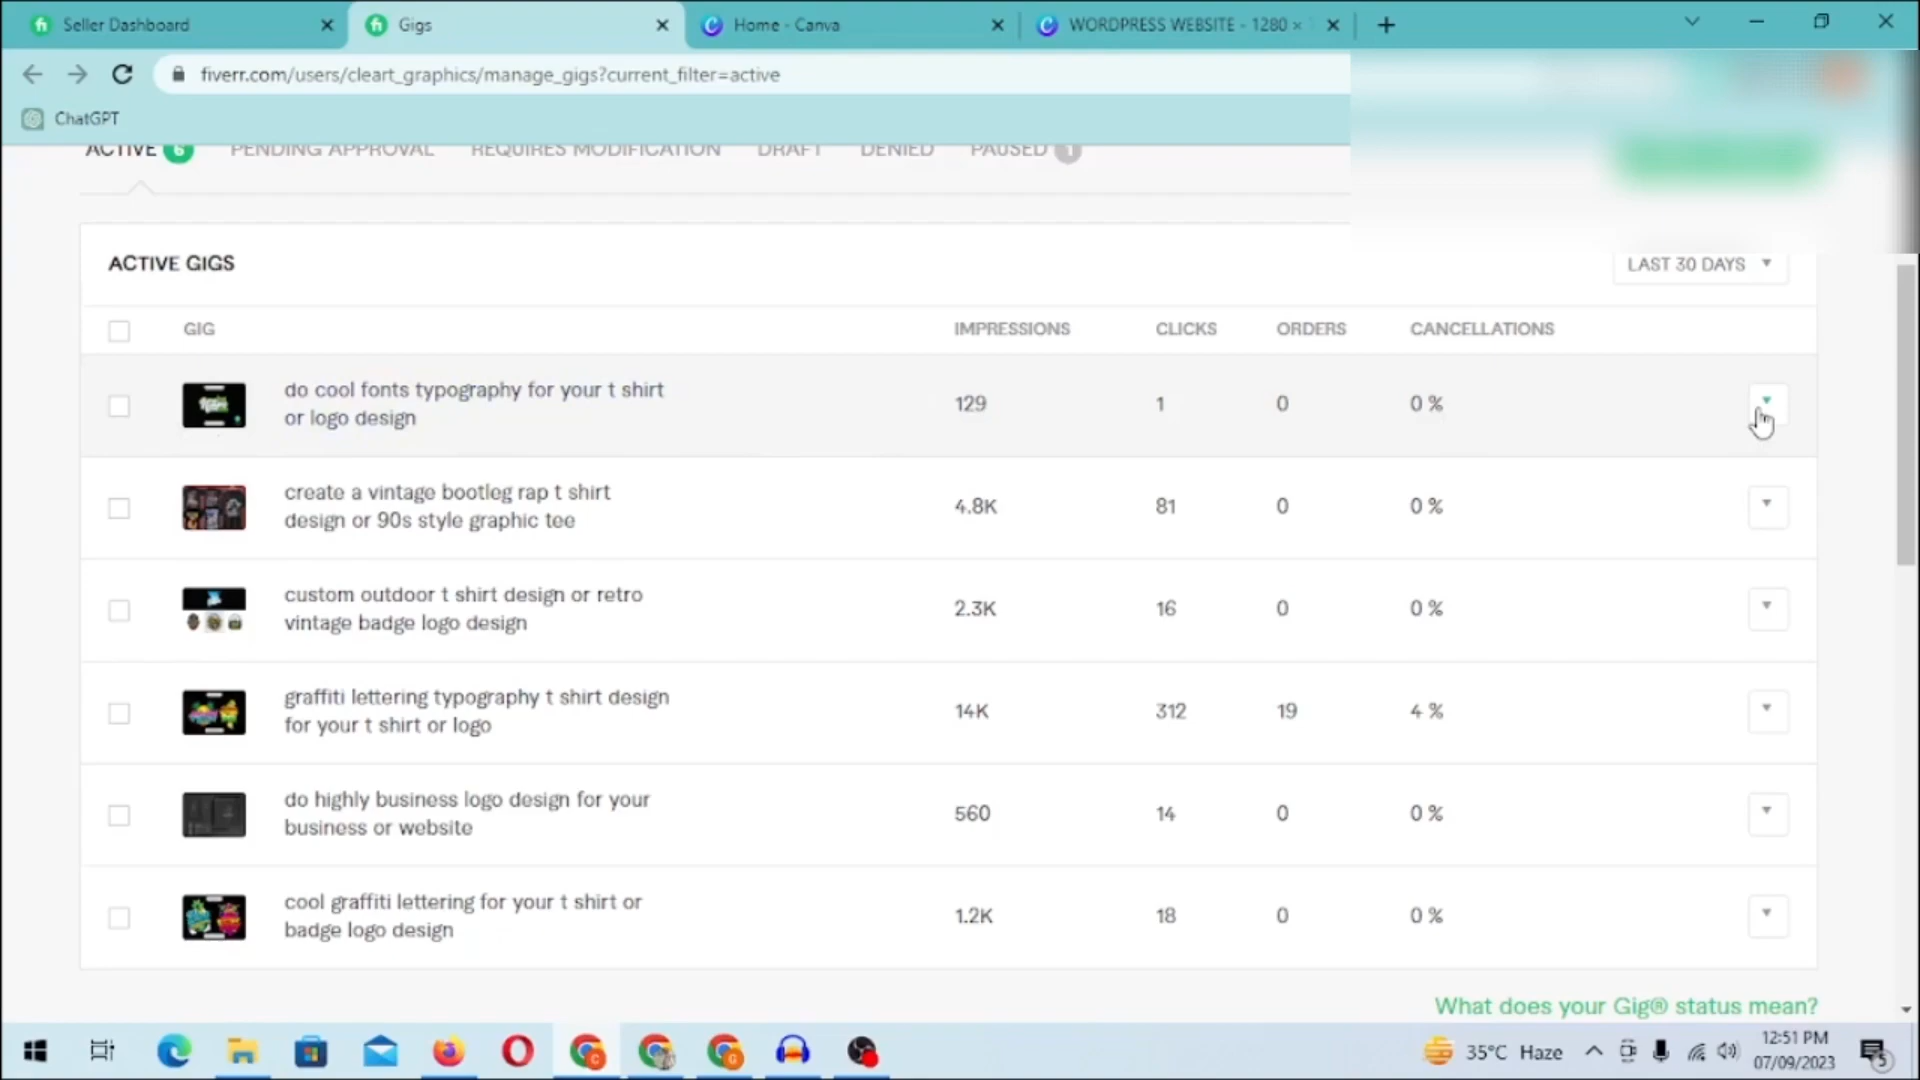 Seller Dashboard
Gigs
Home - Canva
WORDPRESS WEBSITE - 1280 ×
fiverr.com/users/cleart_graphics/manage_gigs?current_filter=active
ChatGPT
ACTIVE 6 PENDING APPROVAL REQUIRES MODIFICATION DRAFT DENIED PAUSED 1
ACTIVE GIGS
LAST 30 DAYS
GIG IMPRESSIONS CLICKS ORDERS CANCELLATIONS
do cool fonts typography for your t shirt
or logo design
129 1 0 0 %
create a vintage bootleg rap t shirt
design or 90s style graphic tee
4.8K 81 0 0 %
custom outdoor t shirt design or retro
vintage badge logo design
2.3K 16 0 0 %
graffiti lettering typography t shirt design
for your t shirt or logo
14K 312 19 4 %
do highly business logo design for your
business or website
560 14 0 0 %
cool graffiti lettering for your t shirt or
badge logo design
1.2K 18 0 0 %
What does your Gig® status mean?
35°C Haze
12:51 PM
07/09/2023
5